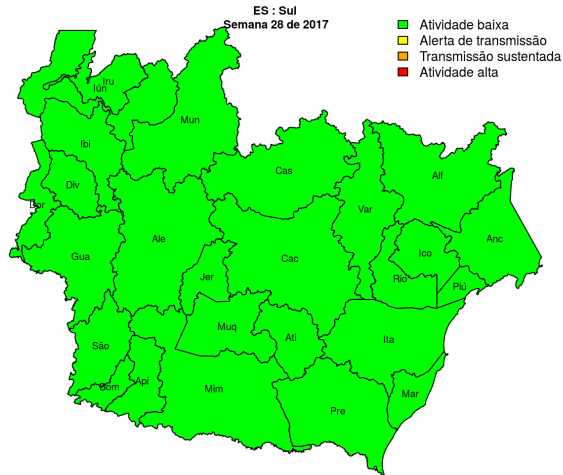 ES : Sul
Semana 28 de 2017
Atividade baixa
Alerta de transmissão
Transmissão sustentada
Atividade alta
Iru
Iún
Mun
Ibi
Cas
Alf
Div
Dor
Var
Ale
Anc
Ico
Gua
Cac
Jer
Rio
Piú
Muq
Ati
Ita
São
Api
Bom
Mim
Mar
Pre